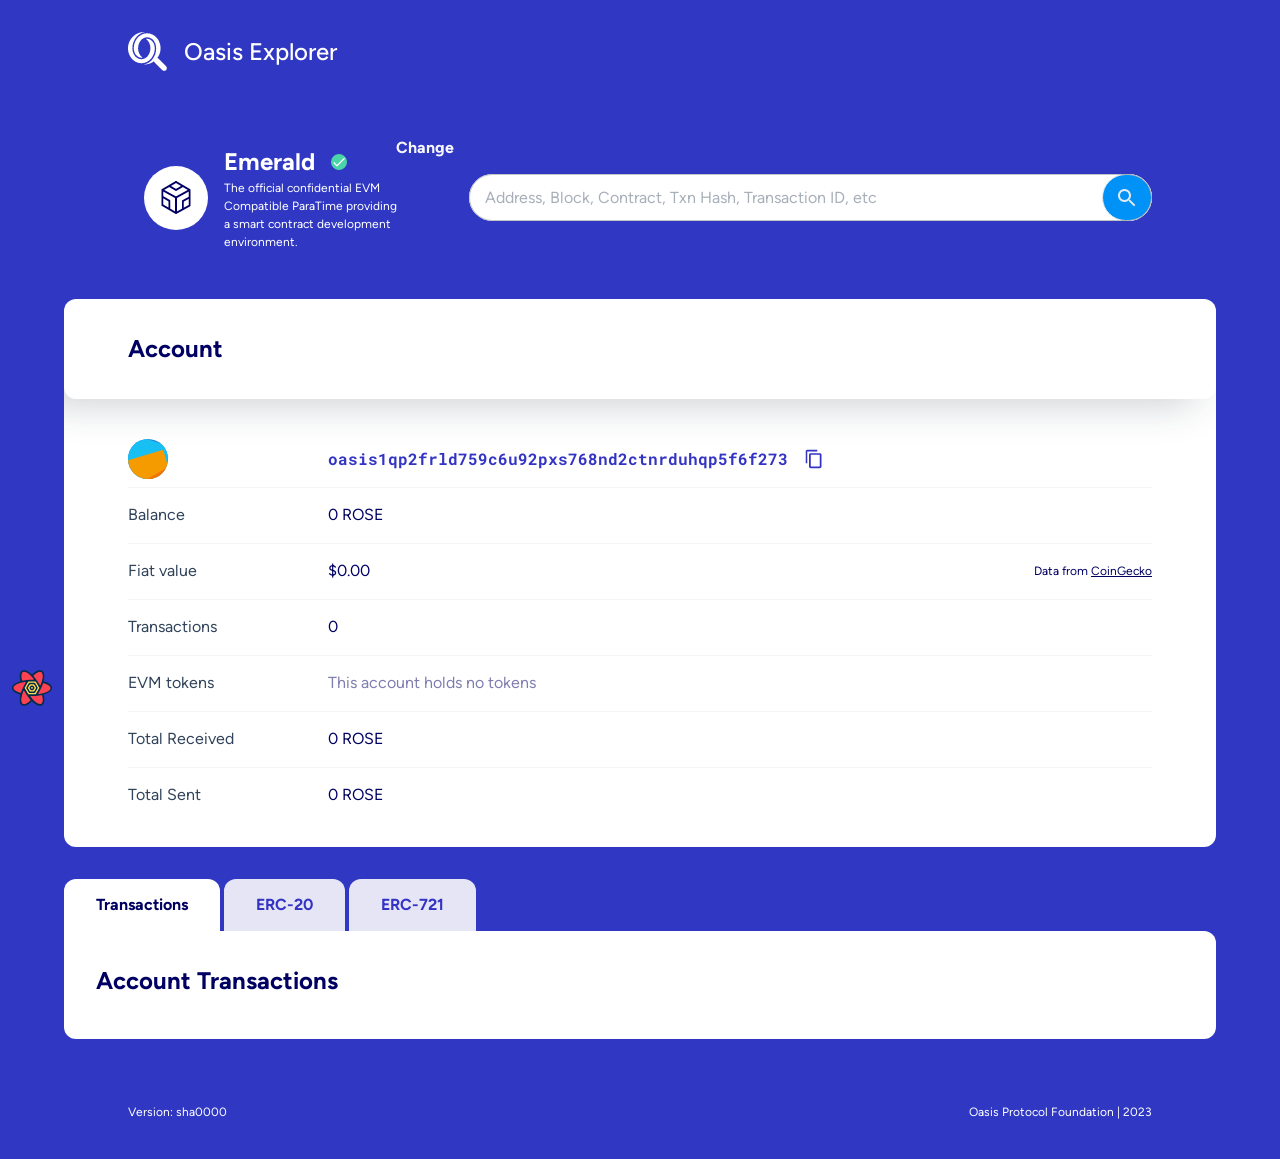 Oasis Explorer
Emerald
Change
The official confidential EVM
Compatible ParaTime providing
a smart contract development
environment.
Address, Block, Contract, Txn Hash, Transaction ID, etc
Account
oasis1qp2frld759c6u92pxs768nd2ctnrduhqp5f6f273
Balance 0 ROSE
Fiat value $0.00 Data from CoinGecko
Transactions 0
EVM tokens This account holds no tokens
Total Received 0 ROSE
Total Sent 0 ROSE
Transactions ERC-20 ERC-721
Account Transactions
Version: sha0000 Oasis Protocol Foundation | 2023